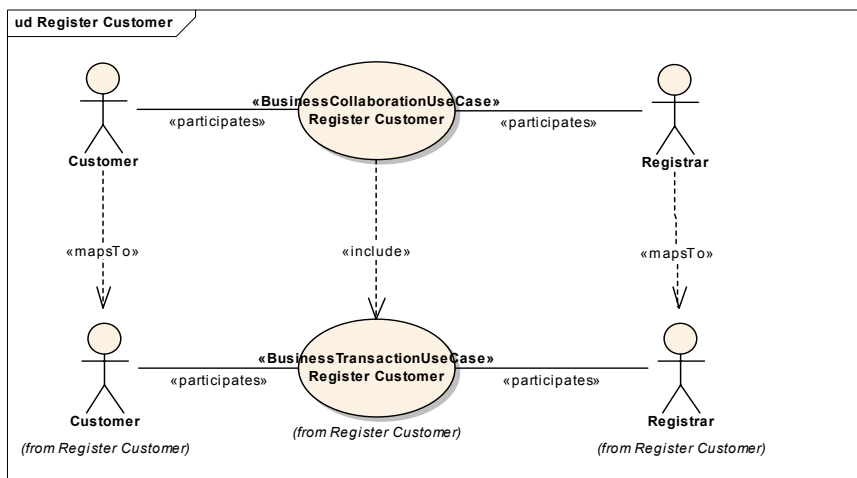 ud Register Customer
«BusinessCollaborationUseCase»
Register Customer
«participates»
«participates»
Customer
Registrar
«mapsTo»
«include»
«mapsTo»
«BusinessTransactionUseCase»
Register Customer
«participates»
«participates»
Customer
Registrar
(from Register Customer)
(from Register Customer)
(from Register Customer)